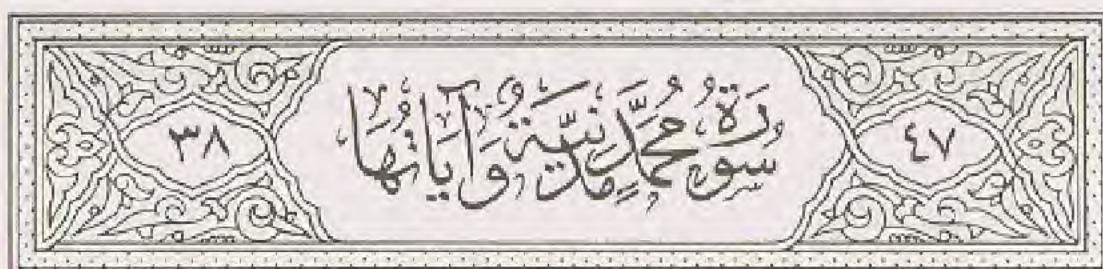 ٤٧ سُورَةُ مُحَمَّدٍ مَدَنِيَّةٌ وَآيَاتُهَا ٣٨